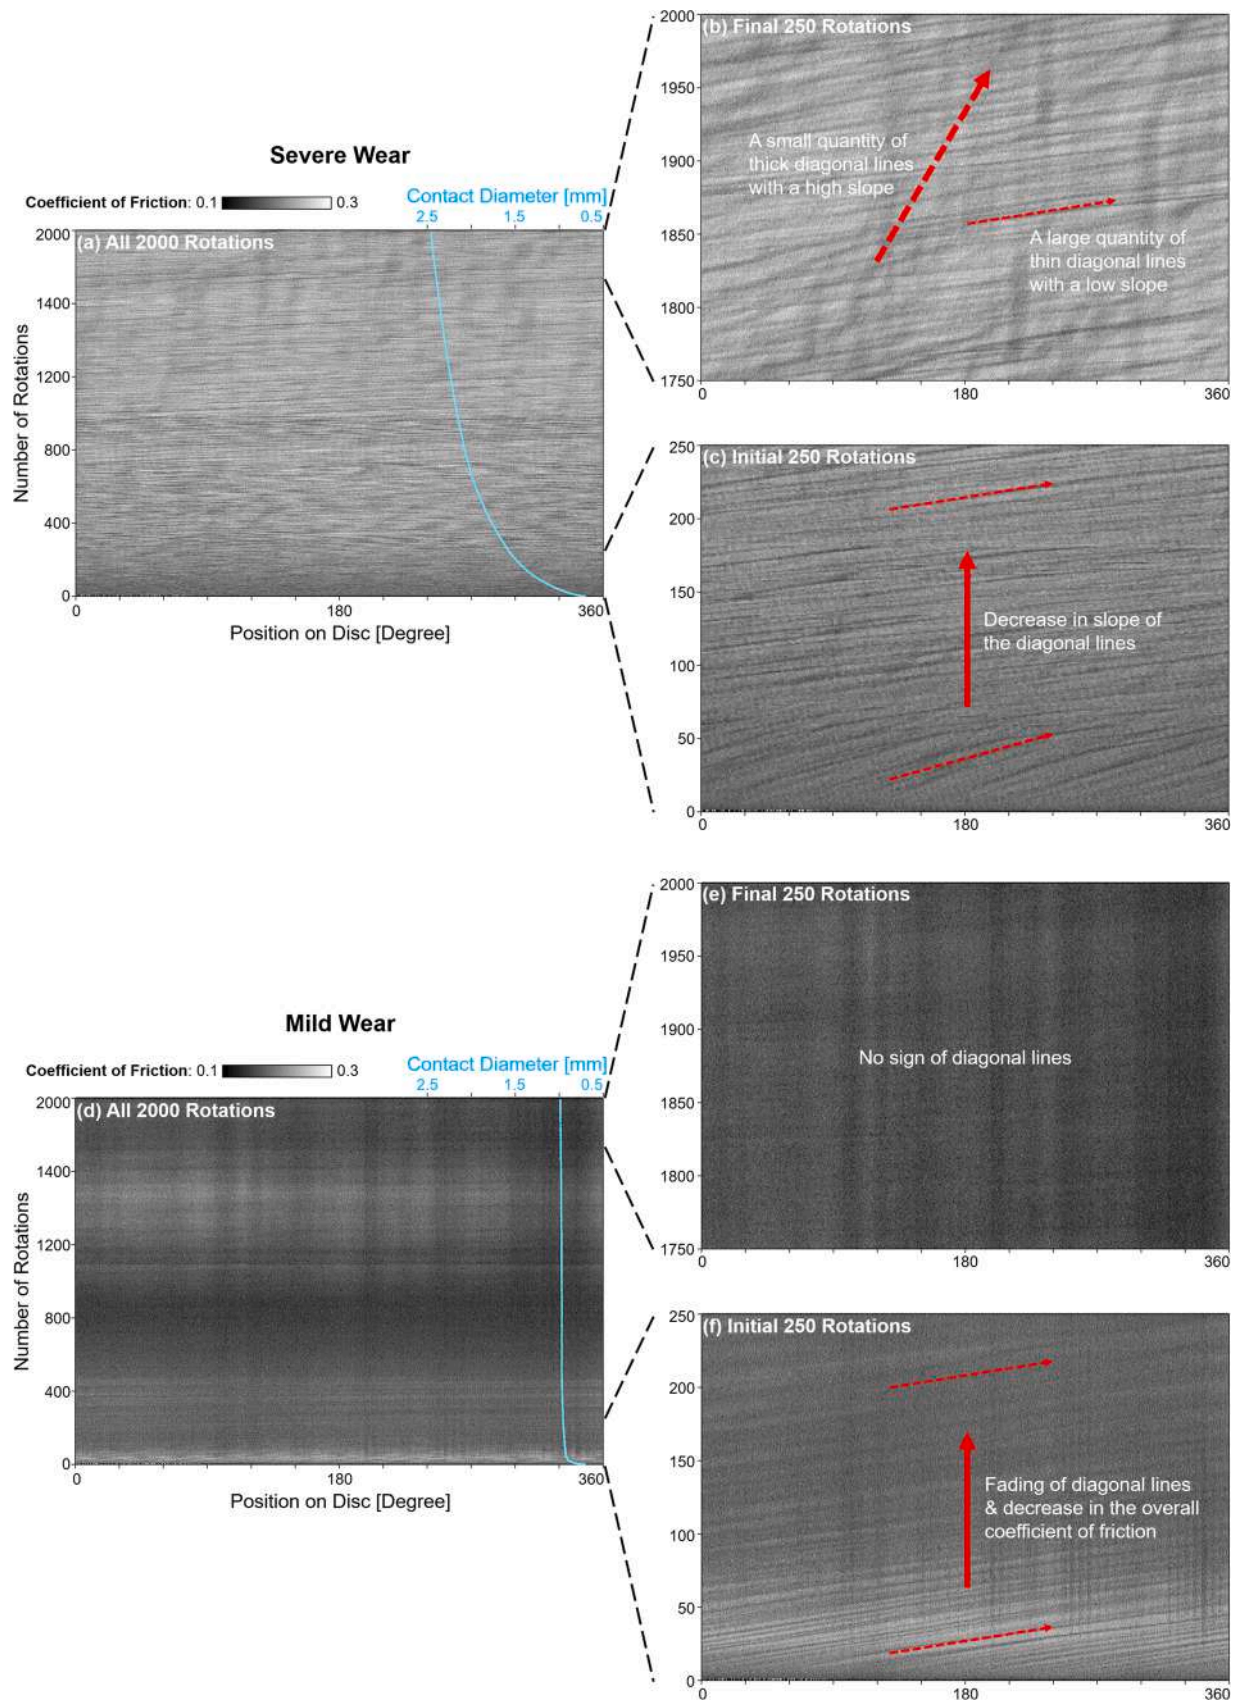 Severe Wear
Coefficient of Friction: 0.1 0.3
Contact Diameter [mm]
2.5 1.5 0.5
(a) All 2000 Rotations
2000
1400
1200
800
400
0
Number of Rotations
0 180 360
Position on Disc [Degree]
(b) Final 250 Rotations
2000
1950
1900
1850
1800
1750
A small quantity of
thick diagonal lines
with a high slope
A large quantity of
thin diagonal lines
with a low slope
0 180 360
(c) Initial 250 Rotations
250
200
150
100
50
0
Decrease in slope of
the diagonal lines
0 180 360
Mild Wear
Coefficient of Friction: 0.1 0.3
Contact Diameter [mm]
2.5 1.5 0.5
(d) All 2000 Rotations
2000
1400
1200
800
400
0
Number of Rotations
0 180 360
Position on Disc [Degree]
(e) Final 250 Rotations
2000
1950
1900
1850
1800
1750
No sign of diagonal lines
0 180 360
(f) Initial 250 Rotations
250
200
150
100
50
0
Fading of diagonal lines
& decrease in the overall
coefficient of friction
0 180 360